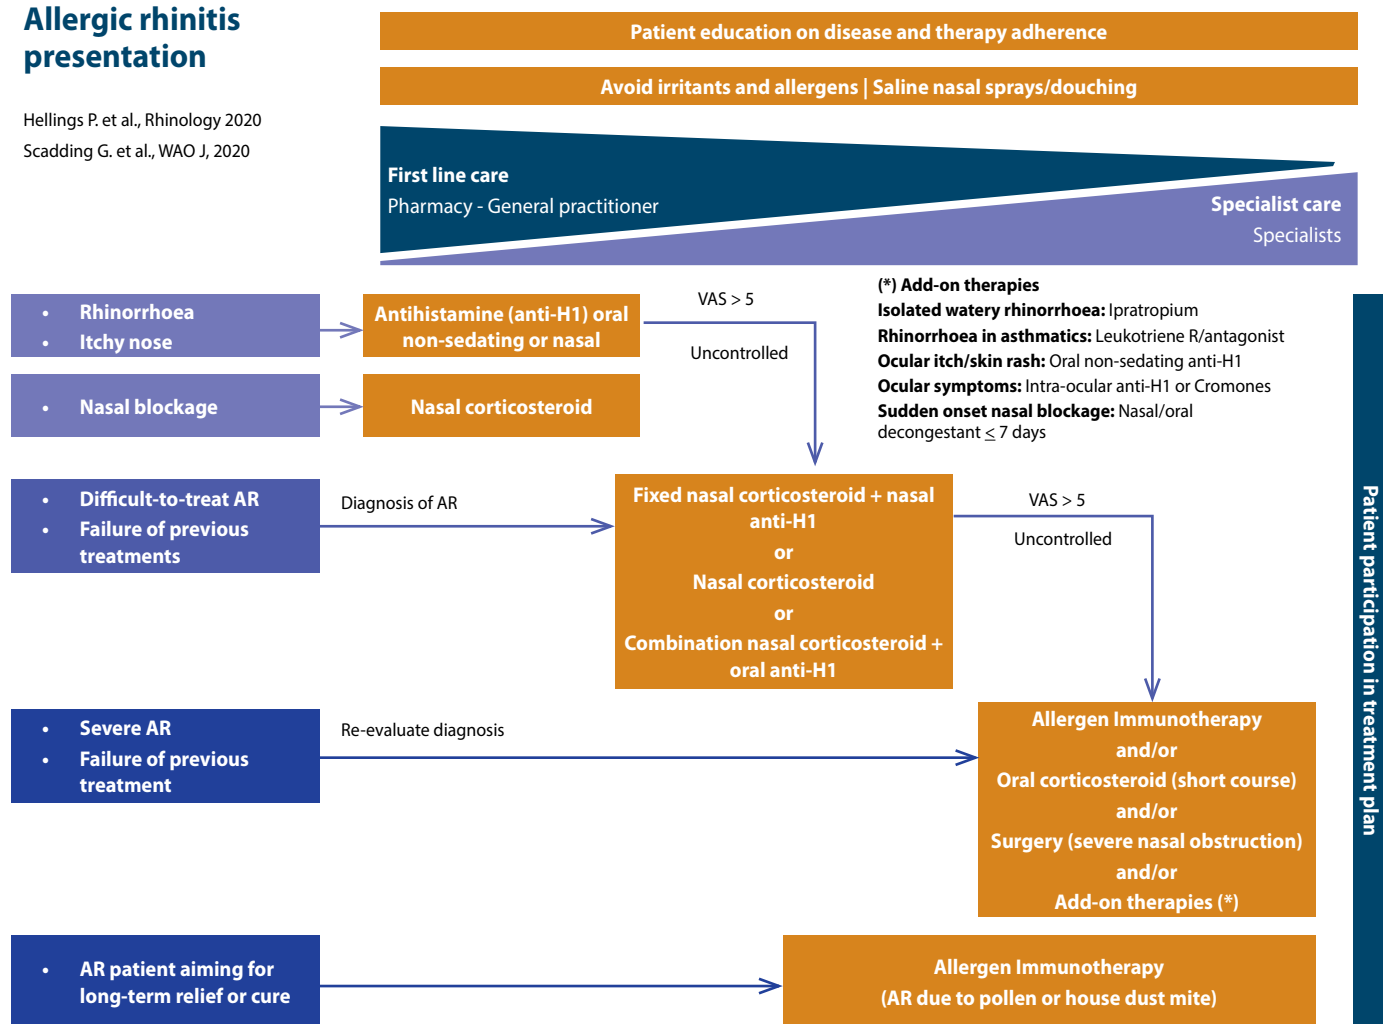 Allergic rhinitis
presentation
Hellings P. et al., Rhinology 2020
Scadding G. et al., WAO J, 2020
Patient education on disease and therapy adherence
Avoid irritants and allergens | Saline nasal sprays/douching
First line care
Pharmacy - General practitioner
Specialist care
Specialists
• Rhinorrhoea
• Itchy nose
Antihistamine (anti-H1) oral
non-sedating or nasal
VAS > 5
Uncontrolled
(*) Add-on therapies
Isolated watery rhinorrhoea: Ipratropium
Rhinorrhoea in asthmatics: Leukotriene R/antagonist
Ocular itch/skin rash: Oral non-sedating anti-H1
Ocular symptoms: Intra-ocular anti-H1 or Cromones
Sudden onset nasal blockage: Nasal/oral
decongestant ≤ 7 days
• Nasal blockage
Nasal corticosteroid
• Difficult-to-treat AR
• Failure of previous
treatments
Diagnosis of AR
Fixed nasal corticosteroid + nasal
anti-H1
or
Nasal corticosteroid
or
Combination nasal corticosteroid +
oral anti-H1
VAS > 5
Uncontrolled
• Severe AR
• Failure of previous
treatment
Re-evaluate diagnosis
Allergen Immunotherapy
and/or
Oral corticosteroid (short course)
and/or
Surgery (severe nasal obstruction)
and/or
Add-on therapies (*)
• AR patient aiming for
long-term relief or cure
Allergen Immunotherapy
(AR due to pollen or house dust mite)
Patient participation in treatment plan